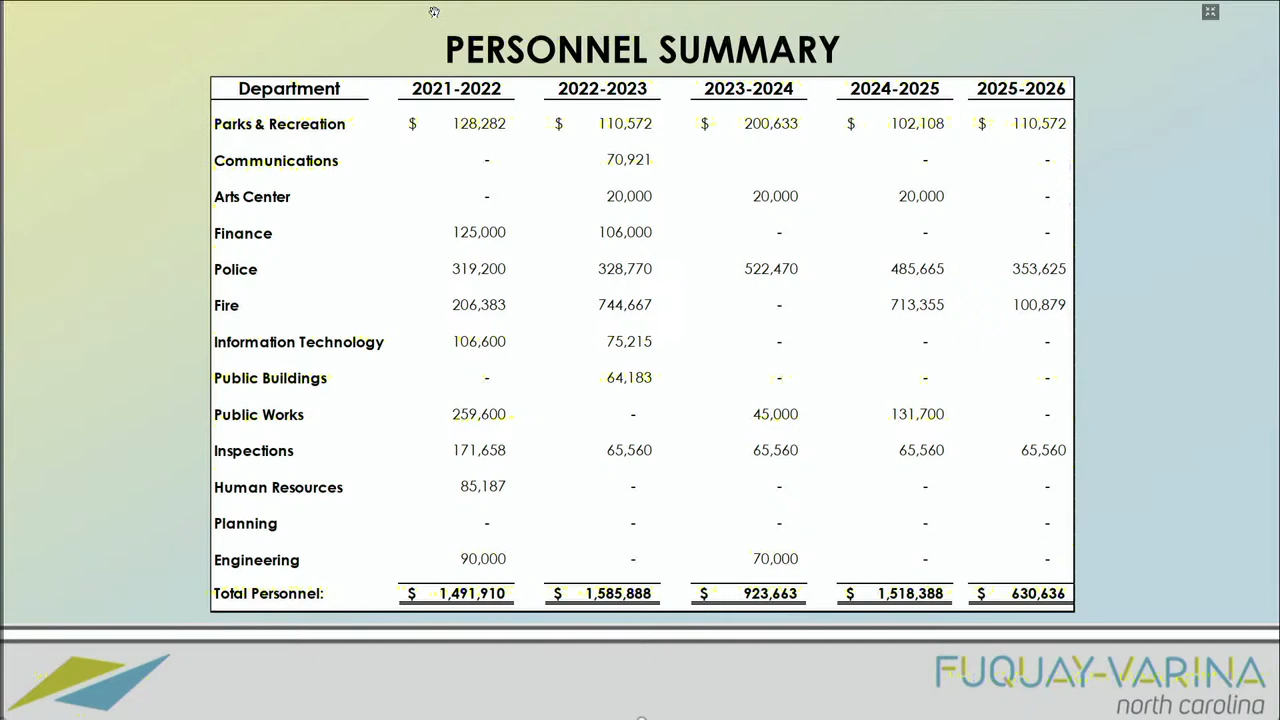 PERSONNEL SUMMARY
Department 2021-2022 2022-2023 2023-2024 2024-2025 2025-2026
Parks & Recreation $ 128,282 $ 110,572 $ 200,633 $ 102,108 $ 110,572
Communications - 70,921 - - -
Arts Center - 20,000 20,000 20,000 -
Finance 125,000 106,000 - - -
Police 319,200 328,770 522,470 485,665 353,625
Fire 206,383 744,667 - 713,355 100,879
Information Technology 106,600 75,215 - - -
Public Buildings - 64,183 - - -
Public Works 259,600 - 45,000 131,700 -
Inspections 171,658 65,560 65,560 65,560 65,560
Human Resources 85,187 - - - -
Planning - - - - -
Engineering 90,000 - 70,000 - -
Total Personnel: $ 1,491,910 $ 1,585,888 $ 923,663 $ 1,518,388 $ 630,636
FUQUAY-VARINA
north carolina